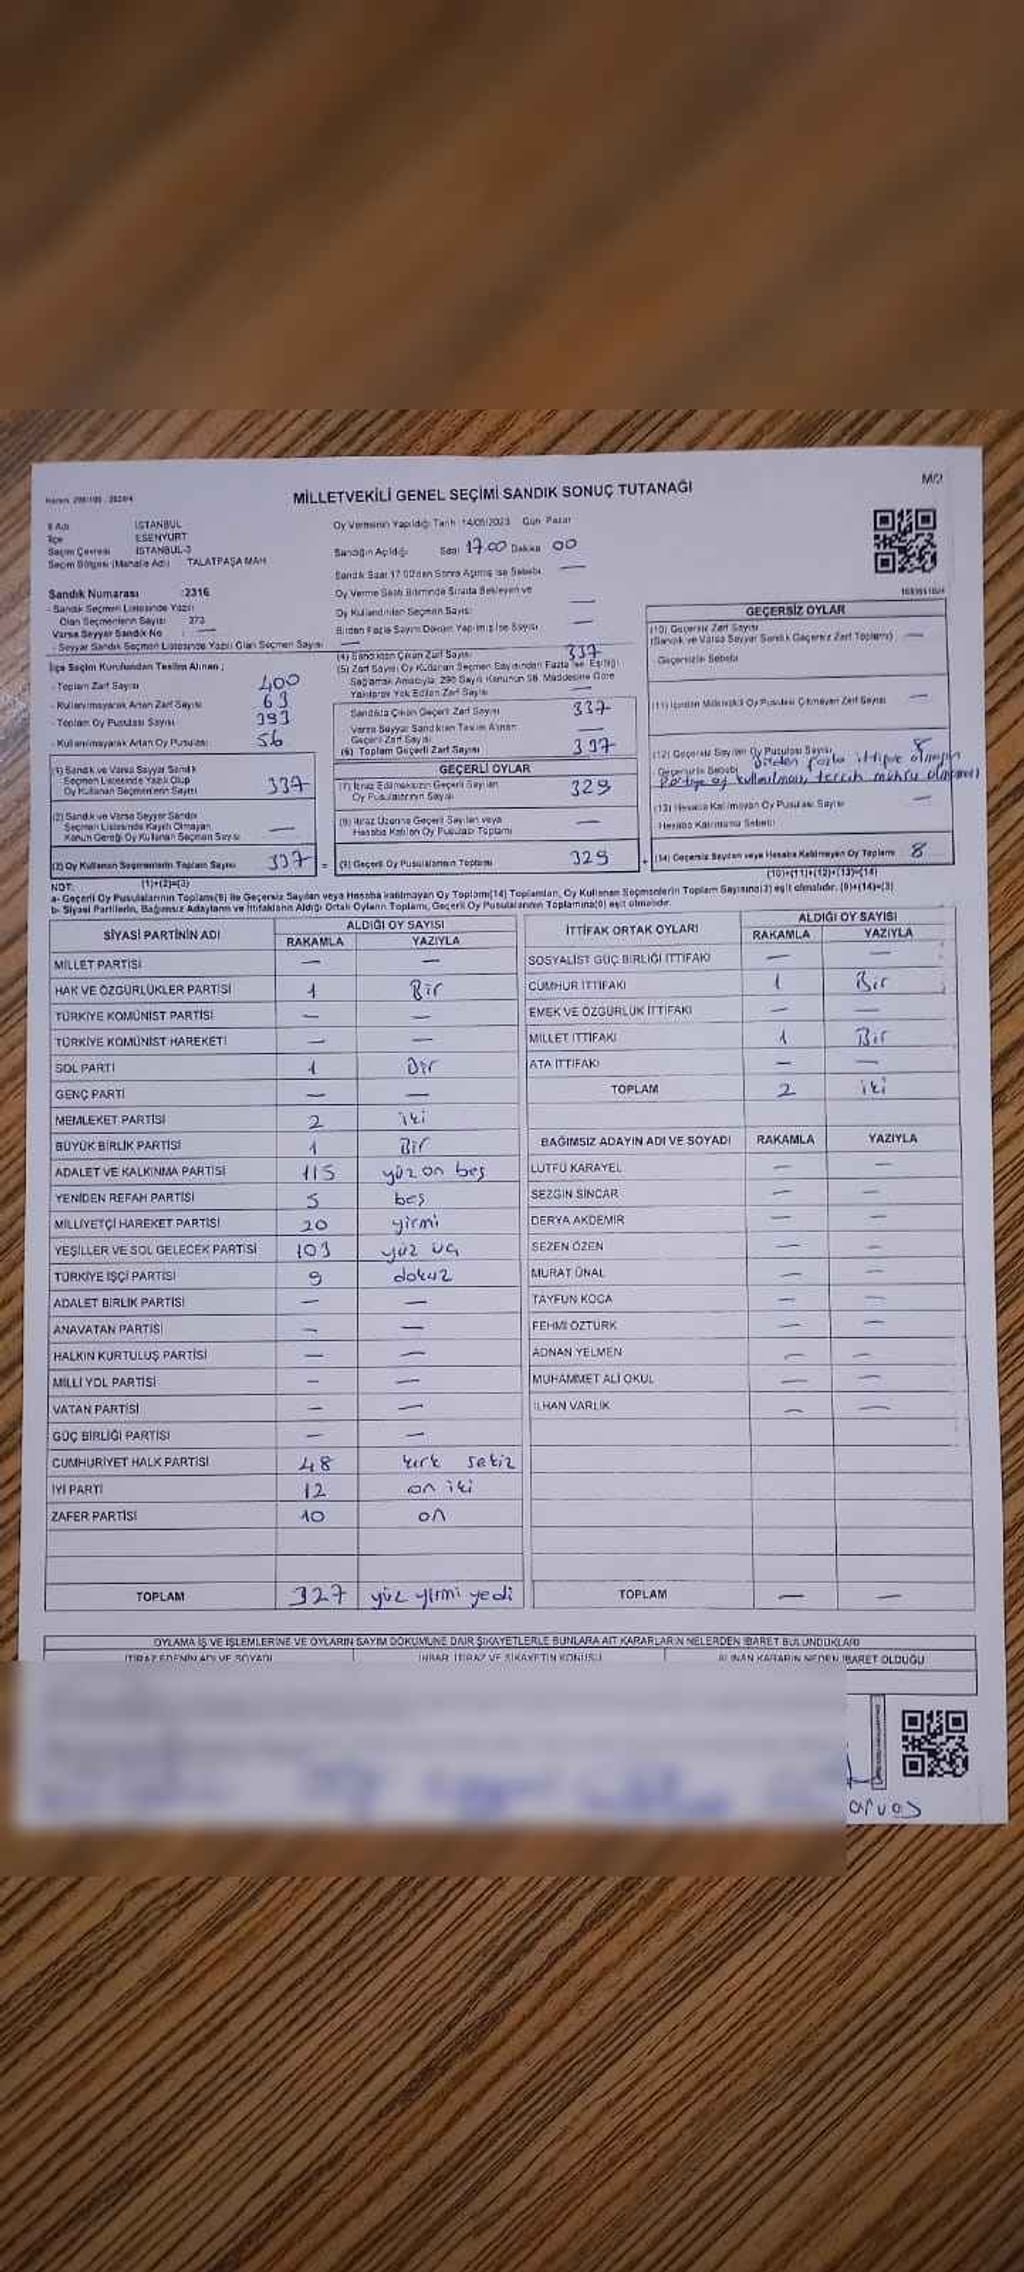 MİLLETVEKİLİ GENEL SEÇİMİ SANDIK SONUÇ TUTANAĞI
İl Adı İSTANBUL
İlçe ESENYURT
Seçim Çevresi İSTANBUL-3
Seçim Bölgesi (Mahalle Adı) TALATPAŞA MAH
Sandık Numarası :2316
- Sandık Seçmen Listesinde Yazılı
Olan Seçmenlerin Sayısı 373
Varsa Seyyar Sandık No —
- Seyyar Sandık Seçmen Listesinde Yazılı Olan Seçmen Sayısı —
İlçe Seçim Kurulundan Teslim Alınan ;
- Toplam Zarf Sayısı 400
- Kullanılmayarak Artan Zarf Sayısı 63
- Toplam Oy Pusulası Sayısı 393
- Kullanılmayarak Artan Oy Pusulası 56
(1) Sandık ve Varsa Seyyar Sandık
Seçmen Listesinde Yazılı Olup
Oy Kullanan Seçmenlerin Sayısı 337
(2) Sandık ve Varsa Seyyar Sandık
Seçmen Listesinde Kayıtlı Olmayan
Kanun Gereği Oy Kullanan Seçmen Sayısı —
(3) Oy Kullanan Seçmenlerin Toplam Sayısı 337 =
(1)+(2)=(3)
Oy Vermenin Yapıldığı Tarih 14/05/2023 Gün Pazar
Sandığın Açıldığı Saat 17.00 Dakika 00
Sandık Saat 17:00'den Sonra Açılmış İse Sebebi —
Oy Verme Saati Bitiminde Sırada Bekleyen ve
Oy Kullandırılan Seçmen Sayısı —
Birden Fazla Sayım Döküm Yapılmış İse Sayısı —
(4) Sandıktan Çıkan Zarf Sayısı 337
(5) Zarf Sayısı Oy Kullanan Seçmen Sayısından Fazla İse, Eşitliği
Sağlamak Amacıyla, 298 Sayılı Kanunun 98. Maddesine Göre
Yakılarak Yok Edilen Zarf Sayısı —
Sandıkta Çıkan Geçerli Zarf Sayısı 337
Varsa Seyyar Sandıktan Teslim Alınan
Geçerli Zarf Sayısı —
(6) Toplam Geçerli Zarf Sayısı 337
GEÇERLİ OYLAR
(7) İtiraz Edilmeksizin Geçerli Sayılan
Oy Pusulalarının Sayısı 329
(8) İtiraz Üzerine Geçerli Sayılan veya
Hesaba Katılan Oy Pusulası Toplamı —
(9) Geçerli Oy Pusulalarının Toplamı 329 +
GEÇERSİZ OYLAR
(10) Geçersiz Zarf Sayısı
(Sandık ve Varsa Seyyar Sandık Geçersiz Zarf Toplamı) —
Geçersizlik Sebebi
(11) İçinden Milletvekili Oy Pusulası Çıkmayan Zarf Sayısı —
(12) Geçersiz Sayılan Oy Pusulası Sayısı 8
Geçersizlik Sebebi Birden fazla ittifak olmayan
Partiye oy kullanılması tercih mührü olmaması
(13) Hesaba Katılmayan Oy Pusulası Sayısı —
Hesaba Katılmama Sebebi
(14) Geçersiz Sayılan veya Hesaba Katılmayan Oy Toplamı 8
(10)+(11)+(12)+(13)=(14)
NOT:
a- Geçerli Oy Pusulalarının Toplamı(9) ile Geçersiz Sayılan veya Hesaba katılmayan Oy Toplamı(14) Toplamları, Oy Kullanan Seçmenlerin Toplam Sayısına(3) eşit olmalıdır. (9)+(14)=(3)
b- Siyasi Partilerin, Bağımsız Adayların ve İttifakların Aldığı Ortak Oyların Toplamı, Geçerli Oy Pusulalarının Toplamına(9) eşit olmalıdır.
SİYASİ PARTİNİN ADI ALDIĞI OY SAYISI
RAKAMLA YAZIYLA
MİLLET PARTİSİ — —
HAK VE ÖZGÜRLÜKLER PARTİSİ 1 Bir
TÜRKİYE KOMÜNİST PARTİSİ — —
TÜRKİYE KOMÜNİST HAREKETİ — —
SOL PARTİ 1 Bir
GENÇ PARTİ — —
MEMLEKET PARTİSİ 2 iki
BÜYÜK BİRLİK PARTİSİ 1 Bir
ADALET VE KALKINMA PARTİSİ 115 yüz on beş
YENİDEN REFAH PARTİSİ 5 beş
MİLLİYETÇİ HAREKET PARTİSİ 20 yirmi
YEŞİLLER VE SOL GELECEK PARTİSİ 103 yüz üç
TÜRKİYE İŞÇİ PARTİSİ 9 dokuz
ADALET BİRLİK PARTİSİ — —
ANAVATAN PARTİSİ — —
HALKIN KURTULUŞ PARTİSİ — —
MİLLİ YOL PARTİSİ — —
VATAN PARTİSİ — —
GÜÇ BİRLİĞİ PARTİSİ — —
CUMHURİYET HALK PARTİSİ 48 kırk sekiz
İYİ PARTİ 12 on iki
ZAFER PARTİSİ 10 on
TOPLAM 327 yüz yirmi yedi
İTTİFAK ORTAK OYLARI ALDIĞI OY SAYISI
RAKAMLA YAZIYLA
SOSYALİST GÜÇ BİRLİĞİ İTTİFAKI — —
CUMHUR İTTİFAKI 1 Bir
EMEK VE ÖZGÜRLÜK İTTİFAKI — —
MİLLET İTTİFAKI 1 Bir
ATA İTTİFAKI — —
TOPLAM 2 iki
BAĞIMSIZ ADAYIN ADI VE SOYADI RAKAMLA YAZIYLA
LÜTFÜ KARAYEL — —
SEZGİN SİNCAR — —
DERYA AKDEMİR — —
SEZEN ÖZEN — —
MURAT ÜNAL — —
TAYFUN KOCA — —
FEHMİ ÖZTÜRK — —
ADNAN YELMEN — —
MUHAMMET ALİ OKUL — —
İLHAN VARLIK — —
TOPLAM — —
OYLAMA İŞ VE İŞLEMLERİNE VE OYLARIN SAYIM DÖKÜMÜNE DAİR ŞİKAYETLERLE BUNLARA AİT KARARLARIN NELERDEN İBARET BULUNDUKLARI
İTİRAZ EDENİN ADI VE SOYADI İHBAR, İTİRAZ VE ŞİKAYETİN KONUSU ALINAN KARARIN NEDEN İBARET OLDUĞU